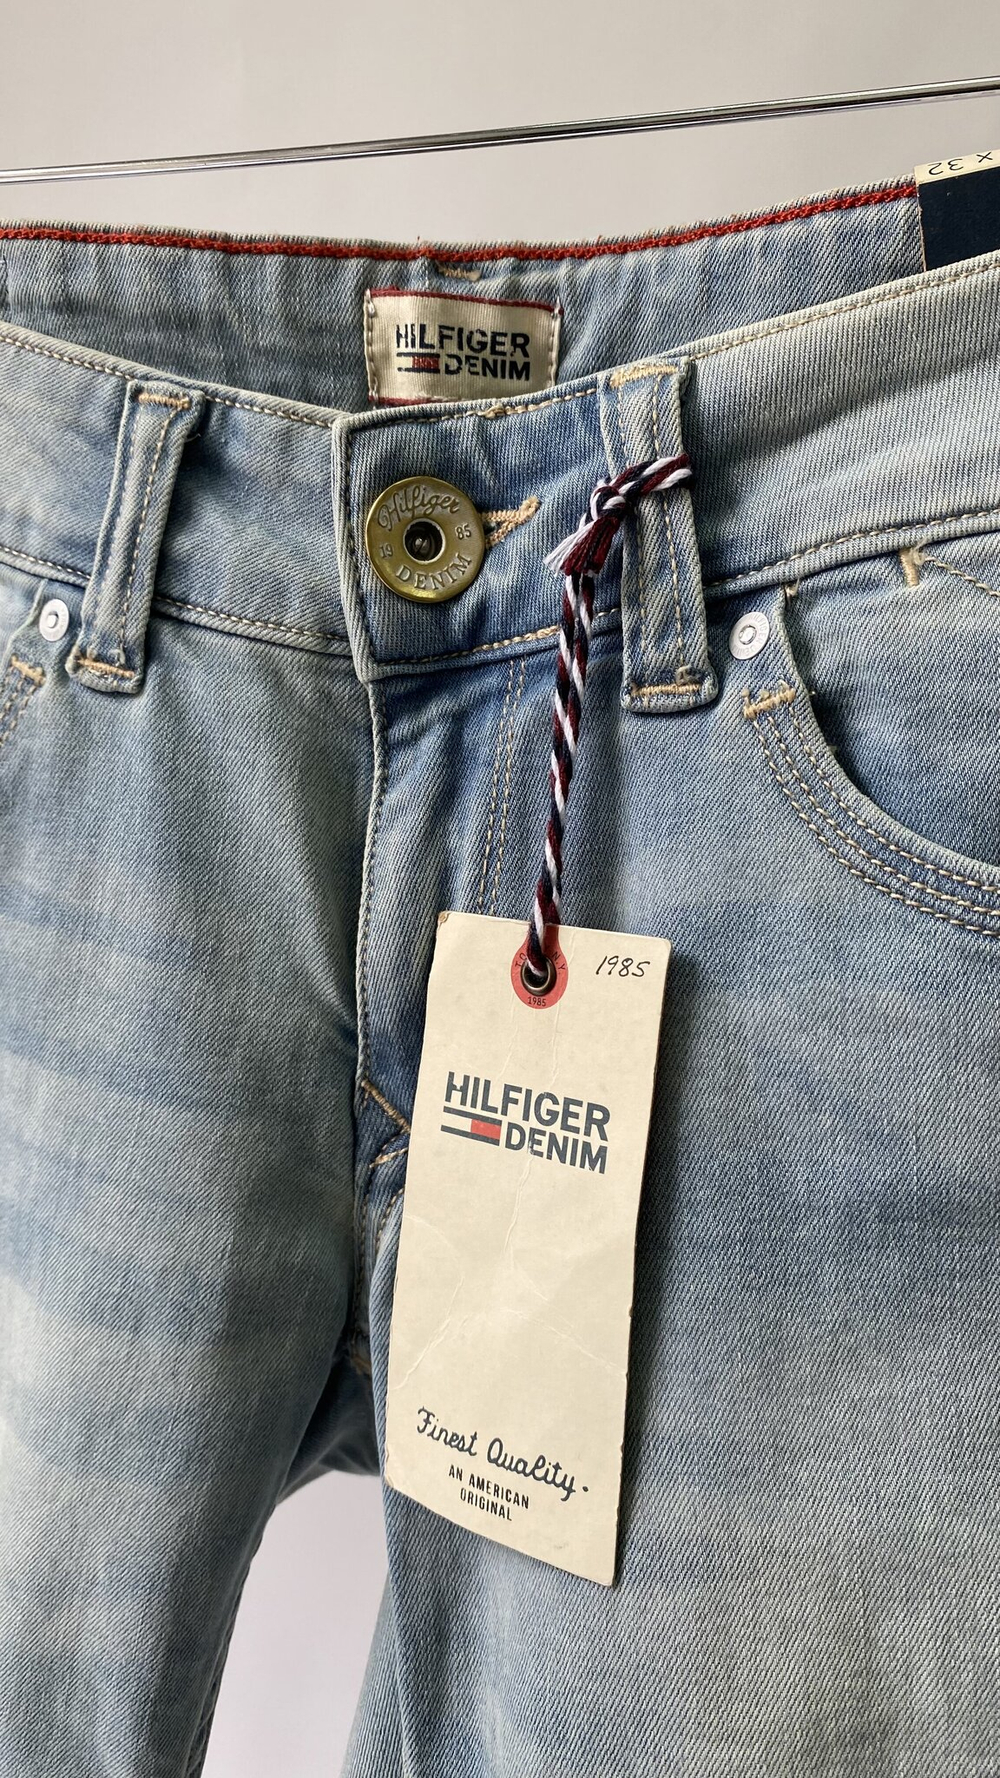 x 32
HILFIGER
DENIM
Hilfiger
19 85
DENIM
1985
1985
HILFIGER
DENIM
Finest Quality.
AN AMERICAN
ORIGINAL